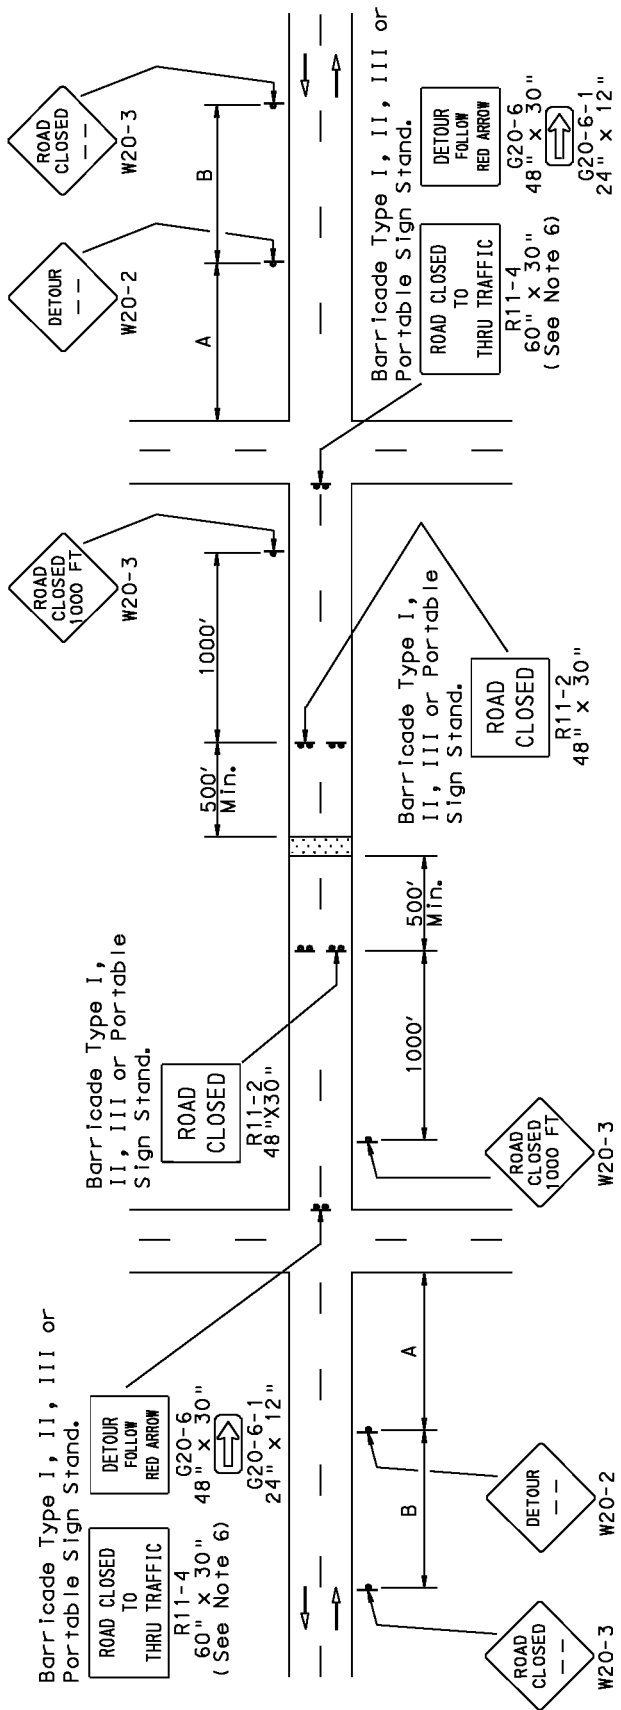 Barricade Type I, II, III or
Portable Sign Stand.
ROAD CLOSED
TO
THRU TRAFFIC
R11-4
60" x 30"
(See Note 6)
DETOUR
FOLLOW
RED ARROW
G20-6
48" x 30"
G20-6-1
24" x 12"
Barricade Type I,
II, III or Portable
Sign Stand.
ROAD
CLOSED
R11-2
48"X30"
500'
Min.
1000'
ROAD
CLOSED
1000 FT
W20-3
DETOUR
-- --
W20-2
ROAD
CLOSED
-- --
W20-3
A
B
ROAD
CLOSED
-- --
W20-3
B
DETOUR
-- --
W20-2
A
ROAD
CLOSED
1000 FT
W20-3
1000'
500'
Min.
Barricade Type I,
II, III or Portable
Sign Stand.
ROAD
CLOSED
R11-2
48" x 30"
Barricade Type I, II, III or
Portable Sign Stand.
ROAD CLOSED
TO
THRU TRAFFIC
R11-4
60" x 30"
(See Note 6)
DETOUR
FOLLOW
RED ARROW
G20-6
48" x 30"
G20-6-1
24" x 12"